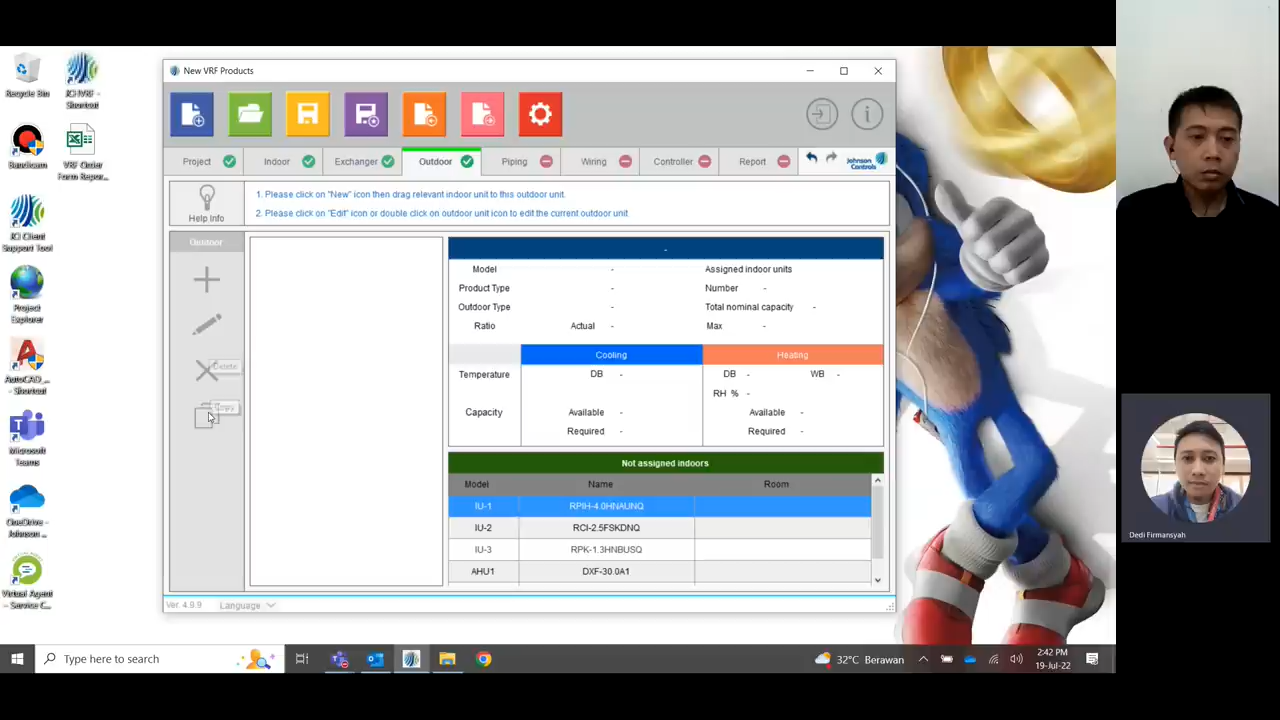 Recycle Bin
JCHVRF -
Shortcut
Bandicam
VRF Order
Form Repor...
JCI Client
Support Tool
Project
Explorer
AutoCAD_...
- Shortcut
Microsoft
Teams
OneDrive -
Johnson ...
Virtual Agent
- Service C...
New VRF Products
Project
Indoor
Exchanger
Outdoor
Piping
Wiring
Controller
Report
Johnson
Controls
Help Info
1. Please click on "New" icon then drag relevant indoor unit to this outdoor unit.
2. Please click on "Edit" icon or double click on outdoor unit icon to edit the current outdoor unit.
Outdoor
Delete
Copy
-
Model -
Assigned indoor units
Product Type -
Number -
Outdoor Type -
Total nominal capacity -
Ratio Actual -
Max -
Cooling Heating
Temperature DB - DB - WB -
RH % -
Capacity Available - Available -
Required - Required -
Not assigned indoors
Model Name Room
IU-1 RPIH-4.0HNAUNQ
IU-2 RCI-2.5FSKDNQ
IU-3 RPK-1.3HNBUSQ
AHU1 DXF-30.0A1
Ver. 4.9.9 Language
Type here to search
32°C Berawan
2:42 PM
19-Jul-22
Dedi Firmansyah